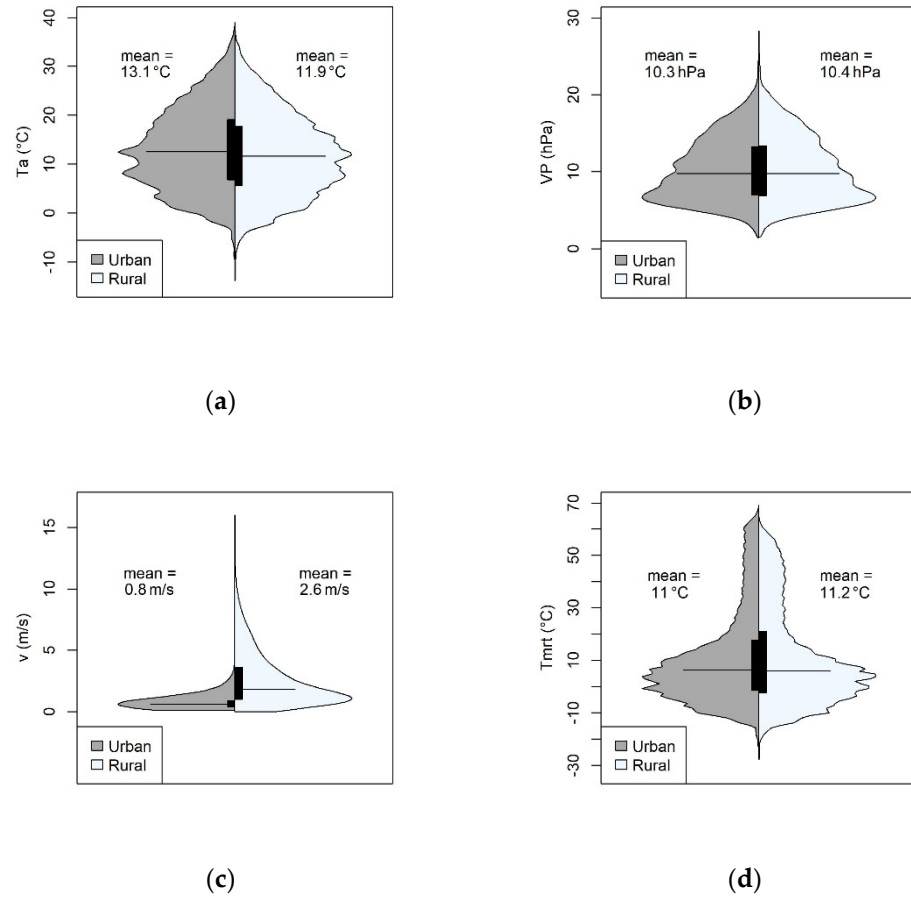 40
30
20
10
0
-10
Ta (°C)
mean =
13.1 °C
mean =
11.9 °C
Urban
Rural
(a)
30
20
10
0
VP (hPa)
mean =
10.3 hPa
mean =
10.4 hPa
Urban
Rural
(b)
15
10
5
0
v (m/s)
mean =
0.8 m/s
mean =
2.6 m/s
Urban
Rural
(c)
70
50
30
10
-10
-30
Tmrt (°C)
mean =
11 °C
mean =
11.2 °C
Urban
Rural
(d)